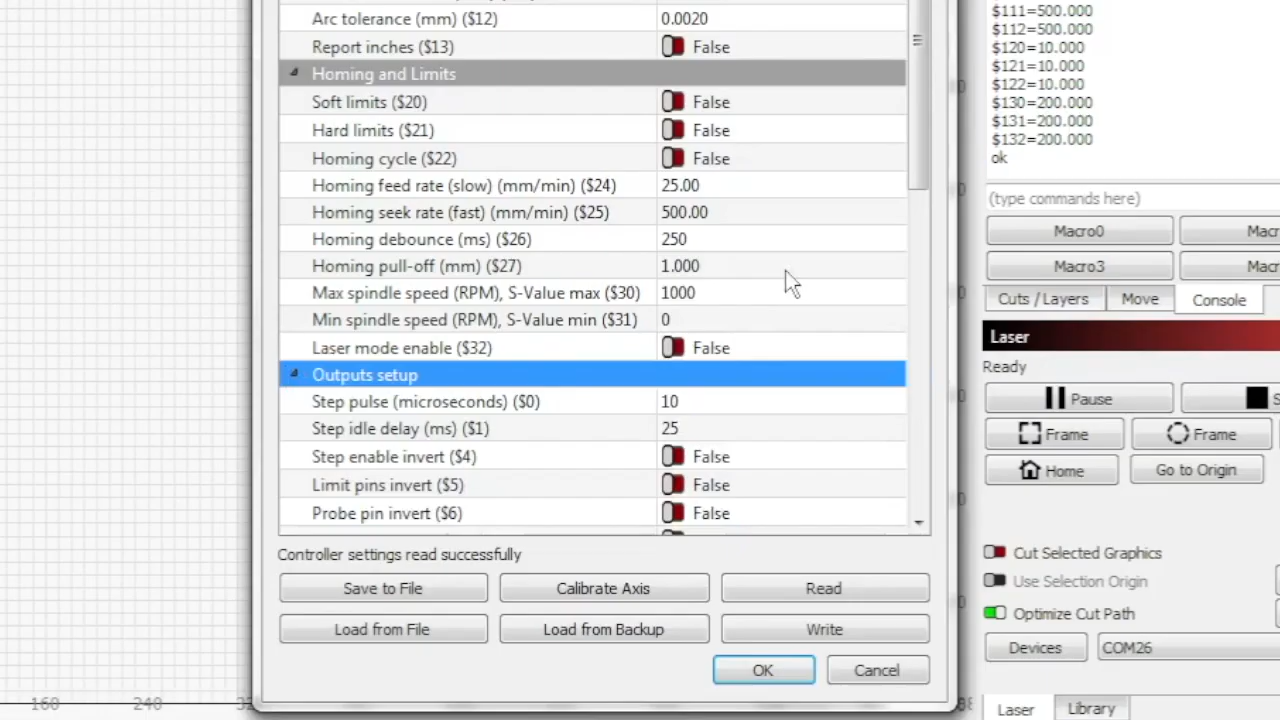 Arc tolerance (mm) ($12) 0.0020
Report inches ($13) False
Homing and Limits
Soft limits ($20) False
Hard limits ($21) False
Homing cycle ($22) False
Homing feed rate (slow) (mm/min) ($24) 25.00
Homing seek rate (fast) (mm/min) ($25) 500.00
Homing debounce (ms) ($26) 250
Homing pull-off (mm) ($27) 1.000
Max spindle speed (RPM), S-Value max ($30) 1000
Min spindle speed (RPM), S-Value min ($31) 0
Laser mode enable ($32) False
Outputs setup
Step pulse (microseconds) ($0) 10
Step idle delay (ms) ($1) 25
Step enable invert ($4) False
Limit pins invert ($5) False
Probe pin invert ($6) False
Controller settings read successfully
Save to File Calibrate Axis Read
Load from File Load from Backup Write
OK Cancel
160 240
$111=500.000
$112=500.000
$120=10.000
$121=10.000
$122=10.000
$130=200.000
$131=200.000
$132=200.000
ok
(type commands here)
Macro0
Macro3
Cuts / Layers Move Console
Laser
Ready
Pause
Frame Frame
Home Go to Origin
Cut Selected Graphics
Use Selection Origin
Optimize Cut Path
Devices COM26
Laser Library